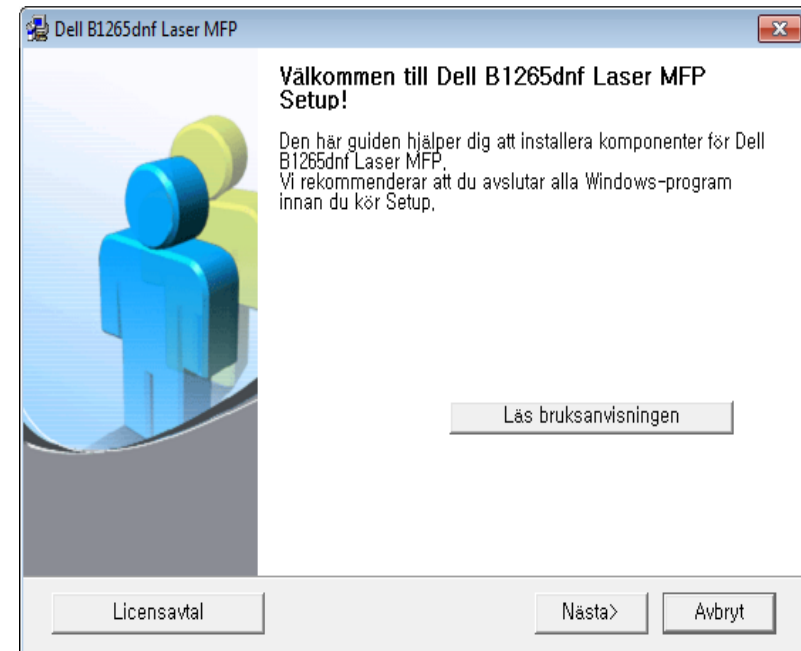 Dell B1265dnf Laser MFP
Välkommen till Dell B1265dnf Laser MFP
Setup!
Den här guiden hjälper dig att installera komponenter för Dell
B1265dnf Laser MFP.
Vi rekommenderar att du avslutar alla Windows-program
innan du kör Setup.
Läs bruksanvisningen
Licensavtal
Nästa>
Avbryt